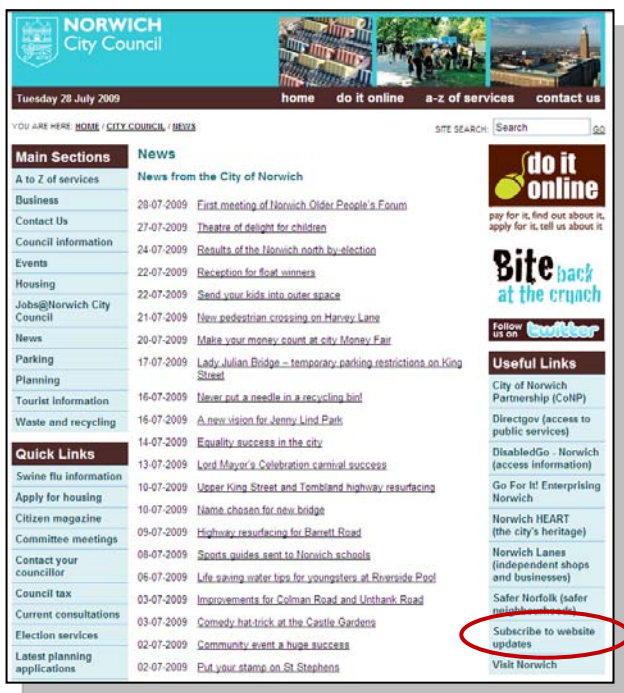 NORWICH
City Council
Tuesday 28 July 2009
home do it online a-z of services contact us
YOU ARE HERE: HOME / CITY COUNCIL / NEWS
SITE SEARCH: Search GO
Main Sections
A to Z of services
Business
Contact Us
Council information
Events
Housing
Jobs@Norwich City
Council
News
Parking
Planning
Tourist information
Waste and recycling
Quick Links
Swine flu information
Apply for housing
Citizen magazine
Committee meetings
Contact your
councillor
Council tax
Current consultations
Election services
Latest planning
applications
News
News from the City of Norwich
28-07-2009 First meeting of Norwich Older People's Forum
27-07-2009 Theatre of delight for children
24-07-2009 Results of the Norwich north by-election
22-07-2009 Reception for float winners
22-07-2009 Send your kids into outer space
21-07-2009 New pedestrian crossing on Harvey Lane
20-07-2009 Make your money count at city Money Fair
17-07-2009 Lady Julian Bridge – temporary parking restrictions on King
Street
16-07-2009 Never put a needle in a recycling bin!
16-07-2009 A new vision for Jenny Lind Park
14-07-2009 Equality success in the city
13-07-2009 Lord Mayor's Celebration carnival success
10-07-2009 Upper King Street and Tombland highway resurfacing
10-07-2009 Name chosen for new bridge
09-07-2009 Highway resurfacing for Barrett Road
08-07-2009 Sports guides sent to Norwich schools
06-07-2009 Life saving water tips for youngsters at Riverside Pool
03-07-2009 Improvements for Colman Road and Unthank Road
03-07-2009 Comedy hat-trick at the Castle Gardens
02-07-2009 Community event a huge success
02-07-2009 Put your stamp on St Stephens
do it
online
pay for it, find out about it,
apply for it, tell us about it
Bite back
at the crunch
Follow
us on twitter
Useful Links
City of Norwich
Partnership (CoNP)
Directgov (access to
public services)
DisabledGo - Norwich
(access information)
Go For It! Enterprising
Norwich
Norwich HEART
(the city's heritage)
Norwich Lanes
(independent shops
and businesses)
Safer Norfolk (safer
neighbourhoods)
Subscribe to website
updates
Visit Norwich